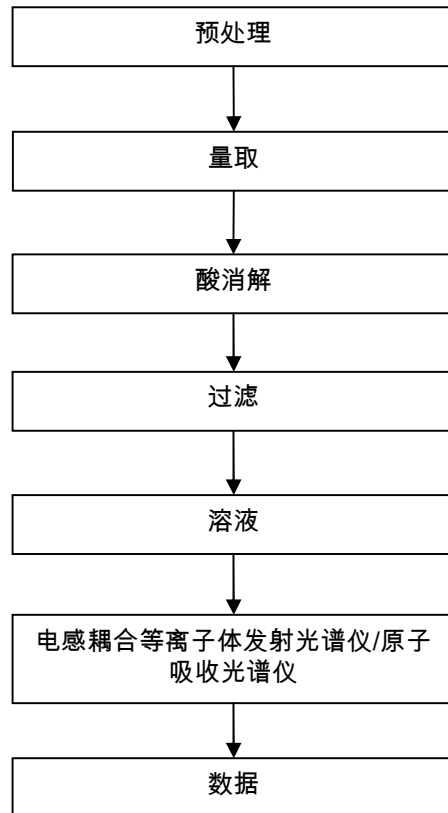 预处理
量取
酸消解
过滤
溶液
电感耦合等离子体发射光谱仪/原子
吸收光谱仪
数据